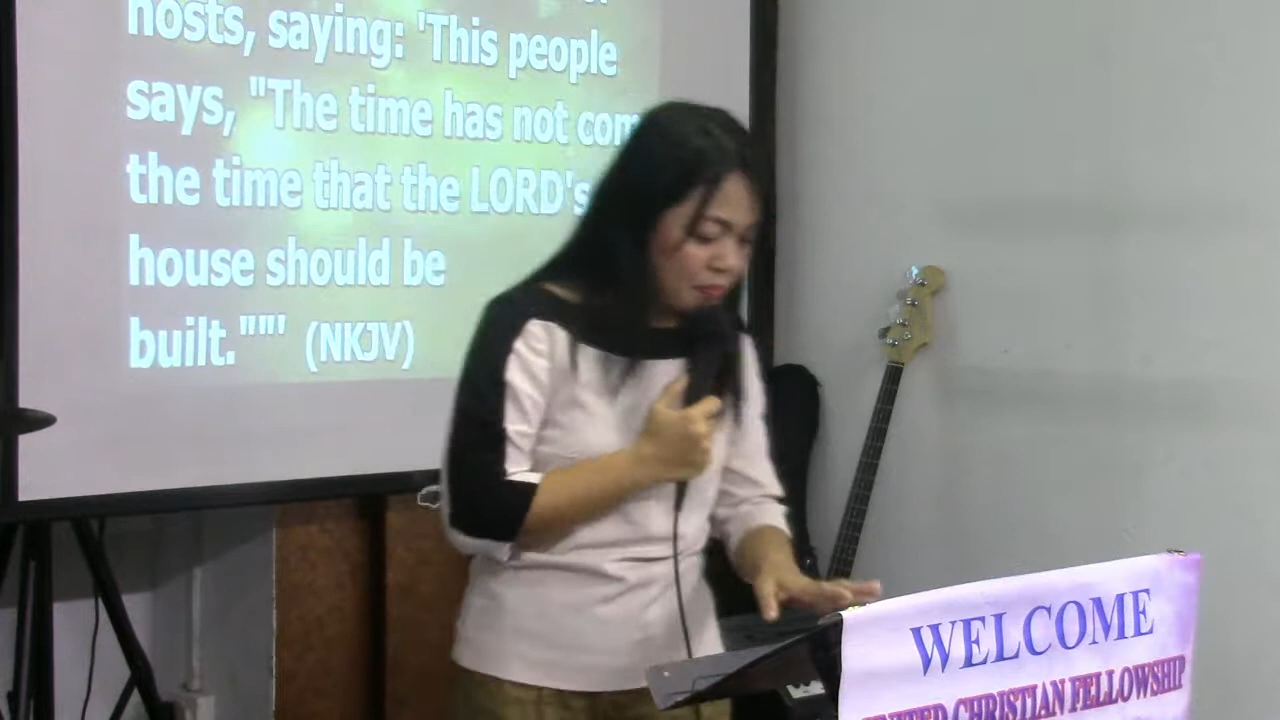 hosts, saying: 'This people
says, "The time has not com
the time that the LORD's
house should be
built.""' (NKJV)
WELCOME
UNITED CHRISTIAN FELLOWSHIP